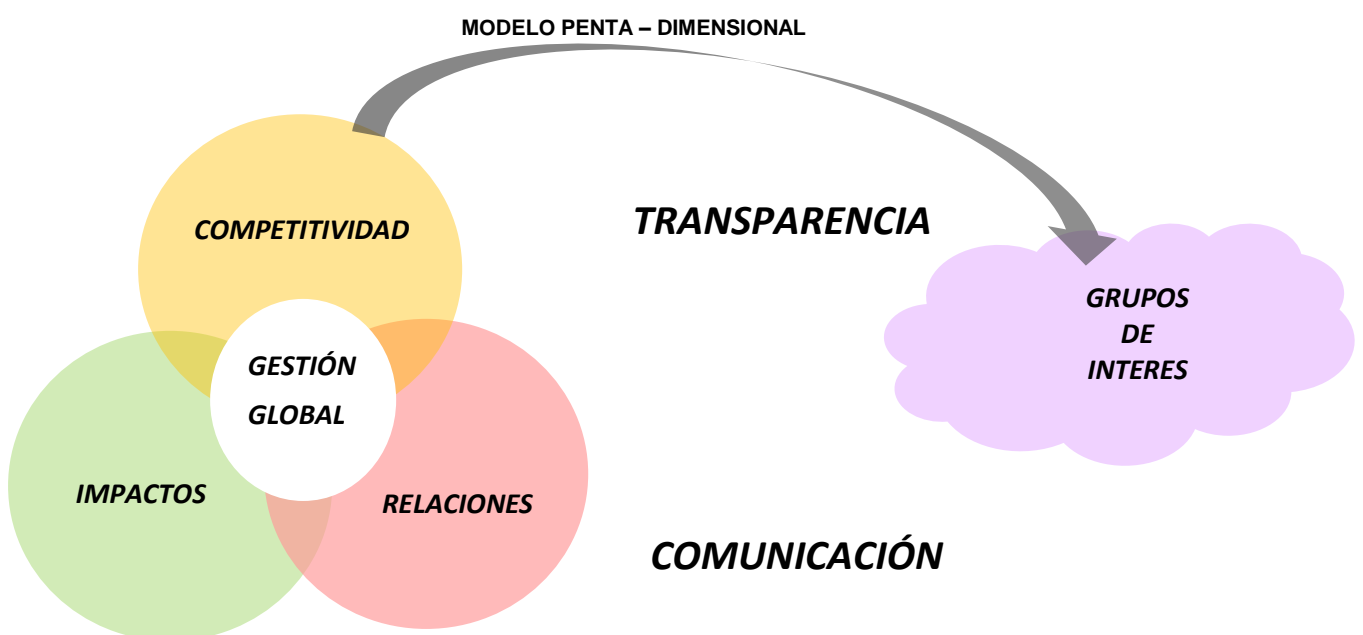 MODELO PENTA – DIMENSIONAL
COMPETITIVIDAD
TRANSPARENCIA
GRUPOS
DE
INTERES
GESTIÓN
GLOBAL
IMPACTOS
RELACIONES
COMUNICACIÓN